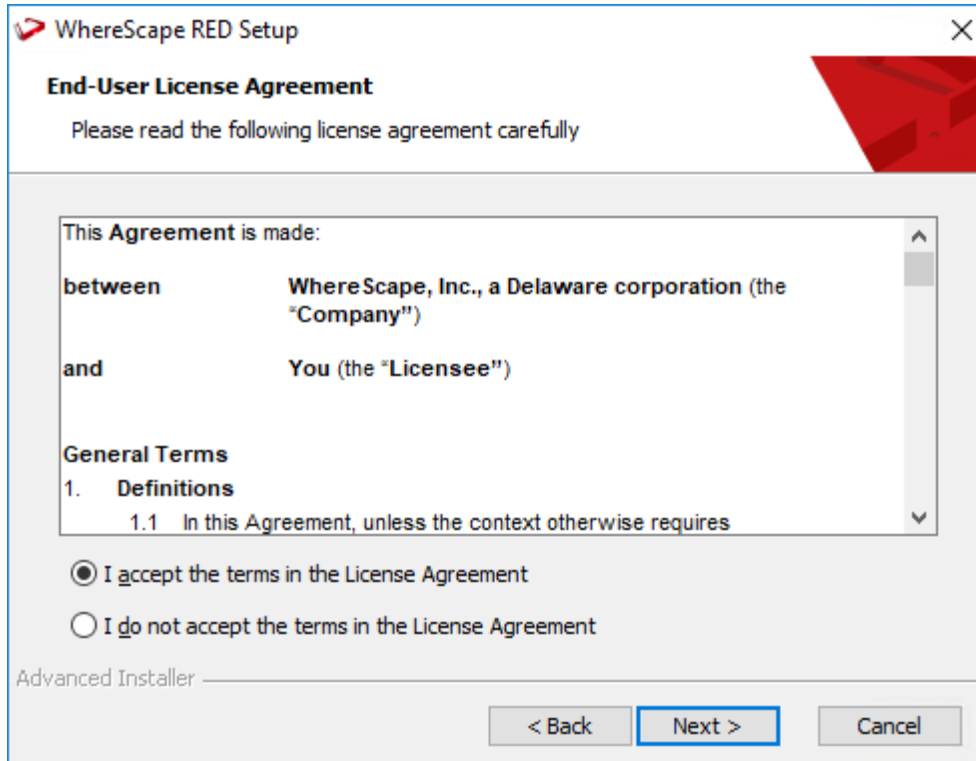 WhereScape RED Setup
End-User License Agreement
Please read the following license agreement carefully
This Agreement is made:
between WhereScape, Inc., a Delaware corporation (the
“Company”)
and You (the “Licensee”)
General Terms
1. Definitions
1.1 In this Agreement, unless the context otherwise requires
I accept the terms in the License Agreement
I do not accept the terms in the License Agreement
Advanced Installer
< Back Next > Cancel